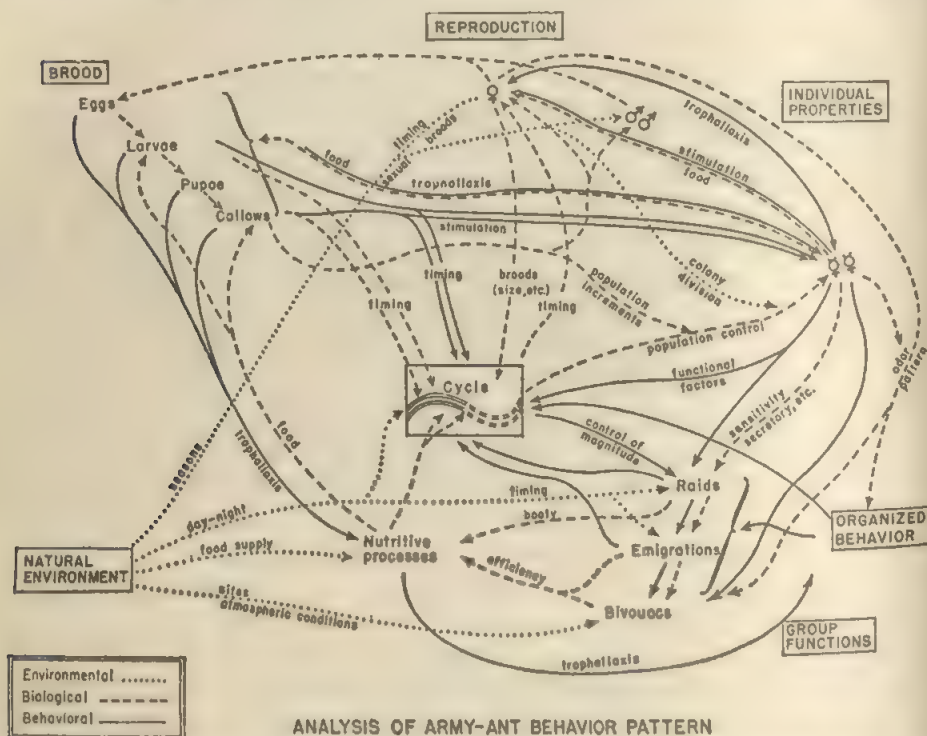 REPRODUCTION
BROOD
Eggs
Larvae
Pupae
Callows
INDIVIDUAL
PROPERTIES
trophallaxis
stimulation
food
timing
sexual broods
food
trophallaxis
stimulation
timing
timing
broods
(size, etc.)
timing
colony
division
population
increments
population control
odor
pattern
functional
factors
Cycle
sensitivity
secretory, etc.
control of
magnitude
seasons
food
trophallaxis
Raids
timing
day-night
booty
ORGANIZED
BEHAVIOR
NATURAL
ENVIRONMENT
food supply
Nutritive
processes
Emigrations
efficiency
sites
atmospheric conditions
Bivouacs
GROUP
FUNCTIONS
trophallaxis
Environmental
Biological
Behavioral
ANALYSIS OF ARMY-ANT BEHAVIOR PATTERN